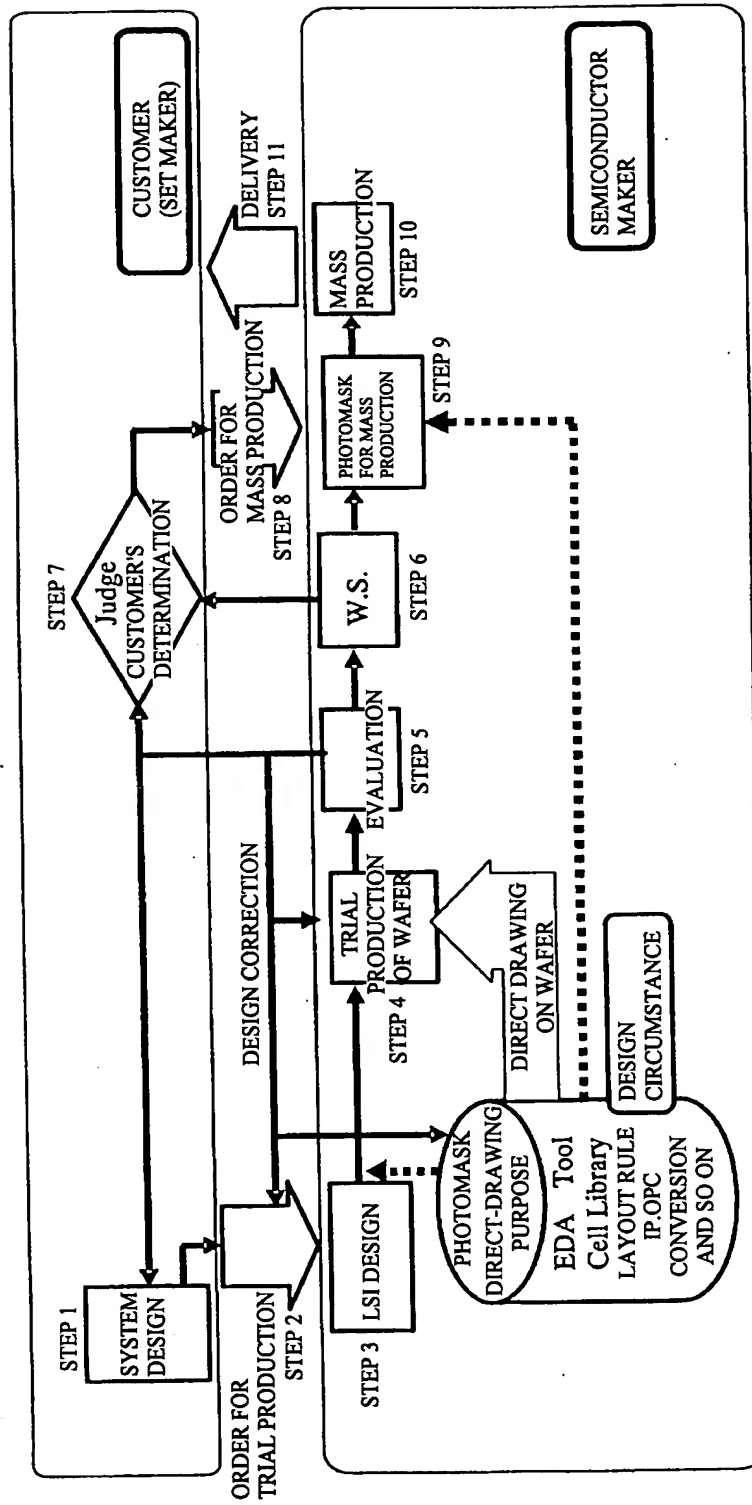 CUSTOMER
(SET MAKER)
STEP 1
SYSTEM
DESIGN
STEP 7
Judge
CUSTOMER'S
DETERMINATION
ORDER FOR
TRIAL PRODUCTION
STEP 2
DESIGN CORRECTION
ORDER FOR
MASS PRODUCTION
STEP 8
DELIVERY
STEP 11
STEP 3
LSI DESIGN
STEP 4
TRIAL
PRODUCTION
OF WAFER
EVALUATION
STEP 5
W.S.
STEP 6
PHOTOMASK
FOR MASS
PRODUCTION
STEP 9
MASS
PRODUCTION
STEP 10
DIRECT DRAWING
ON WAFER
PHOTOMASK
DIRECT-DRAWING
PURPOSE
EDA Tool
Cell Library
LAYOUT RULE
IP.OPC
CONVERSION
AND SO ON
DESIGN
CIRCUMSTANCE
SEMICONDUCTOR
MAKER